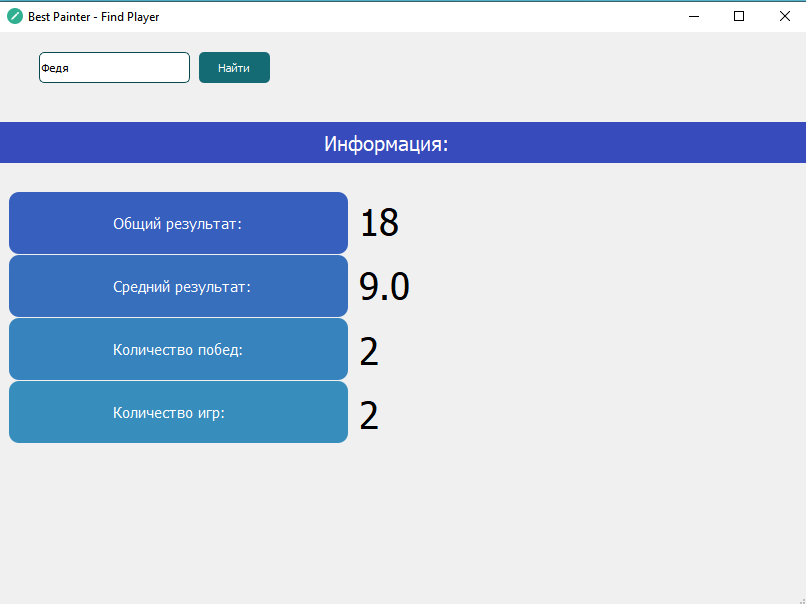 Best Painter - Find Player
Федя
Найти
Информация:
Общий результат: 18
Средний результат: 9.0
Количество побед: 2
Количество игр: 2